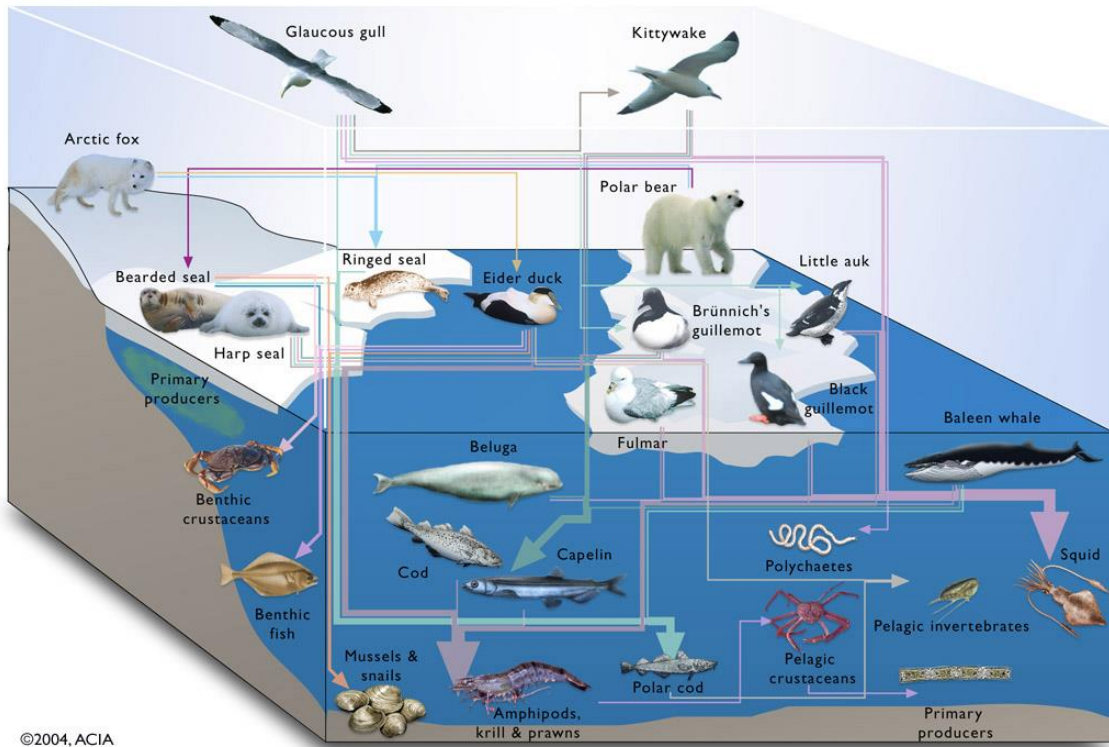 Glaucous gull
Kittywake
Arctic fox
Polar bear
Ringed seal
Bearded seal
Eider duck
Little auk
Brünnich's
guillemot
Harp seal
Primary
producers
Black
guillemot
Fulmar
Baleen whale
Beluga
Benthic
crustaceans
Cod
Capelin
Polychaetes
Squid
Benthic
fish
Pelagic invertebrates
Mussels &
snails
Pelagic
crustaceans
Polar cod
Amphipods,
krill & prawns
Primary
producers
©2004, ACIA